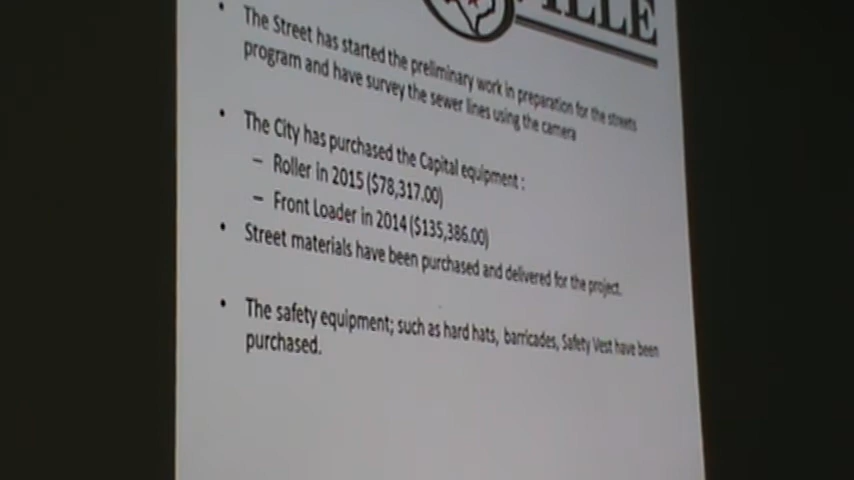 VILLE
• The Street has started the preliminary work in preparation for the streets
program and have survey the sewer lines using the camera
• The City has purchased the Capital equipment :
– Roller in 2015 ($78,317.00)
– Front Loader in 2014 ($135,386.00)
• Street materials have been purchased and delivered for the project.
• The safety equipment; such as hard hats, barricades, Safety Vest have been
purchased.